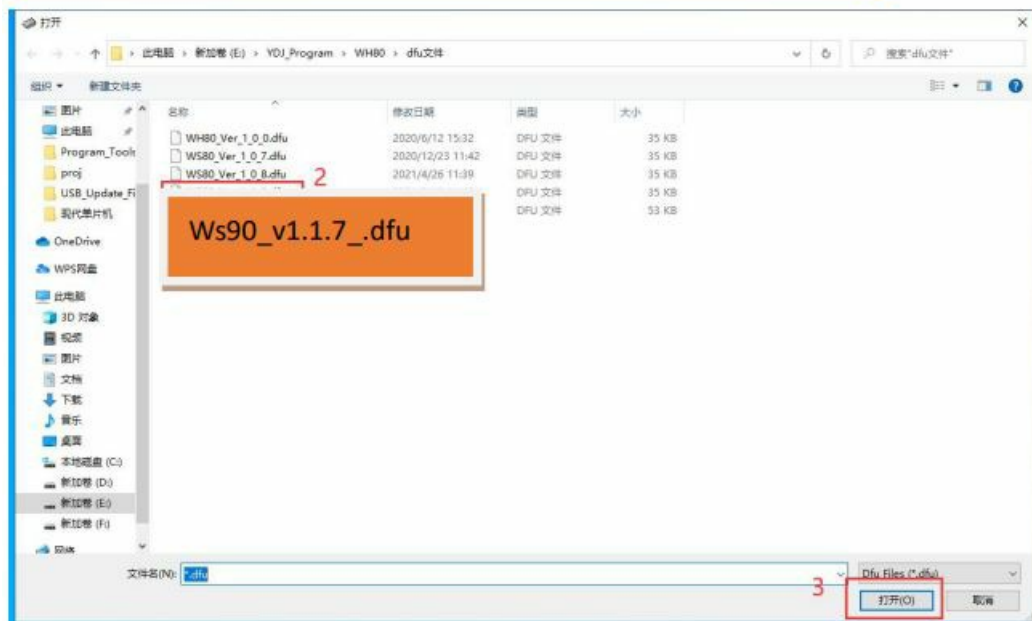 打开
此电脑 > 新加卷 (E:) > YDJ_Program > WH80 > dfu文件
搜索"dfu文件"
组织 新建文件夹
名称 修改日期 类型 大小
WH80_Ver_1_0_0.dfu 2020/6/12 15:32 DFU 文件 35 KB
WS80_Ver_1_0_7.dfu 2020/12/23 11:42 DFU 文件 35 KB
WS80_Ver_1_0_8.dfu 2021/4/26 11:39 DFU 文件 35 KB
2
DFU 文件 35 KB
DFU 文件 53 KB
Ws90_v1.1.7_.dfu
图片
此电脑
Program_Tools
proj
USB_Update_Fi
现代单片机
OneDrive
WPS网盘
此电脑
3D 对象
视频
图片
文档
下载
音乐
桌面
本地磁盘 (C:)
新加卷 (D:)
新加卷 (E:)
新加卷 (F:)
网络
文件名(N): *.dfu
Dfu Files (*.dfu)
3
打开(O) 取消